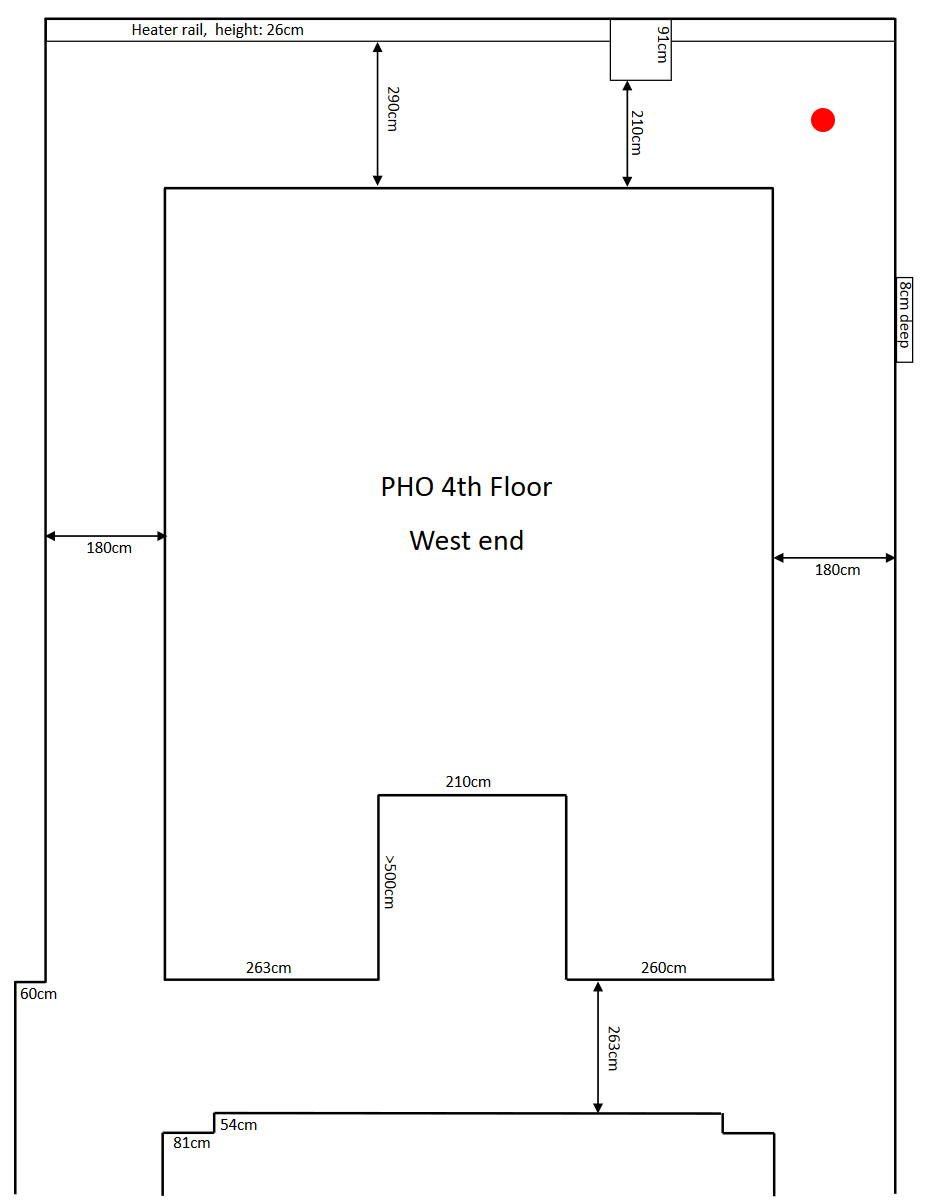 Heater rail,  height: 26cm
91cm
290cm
210cm
8cm deep
PHO 4th Floor
West end
180cm
180cm
210cm
>500cm
263cm
260cm
60cm
263cm
54cm
81cm